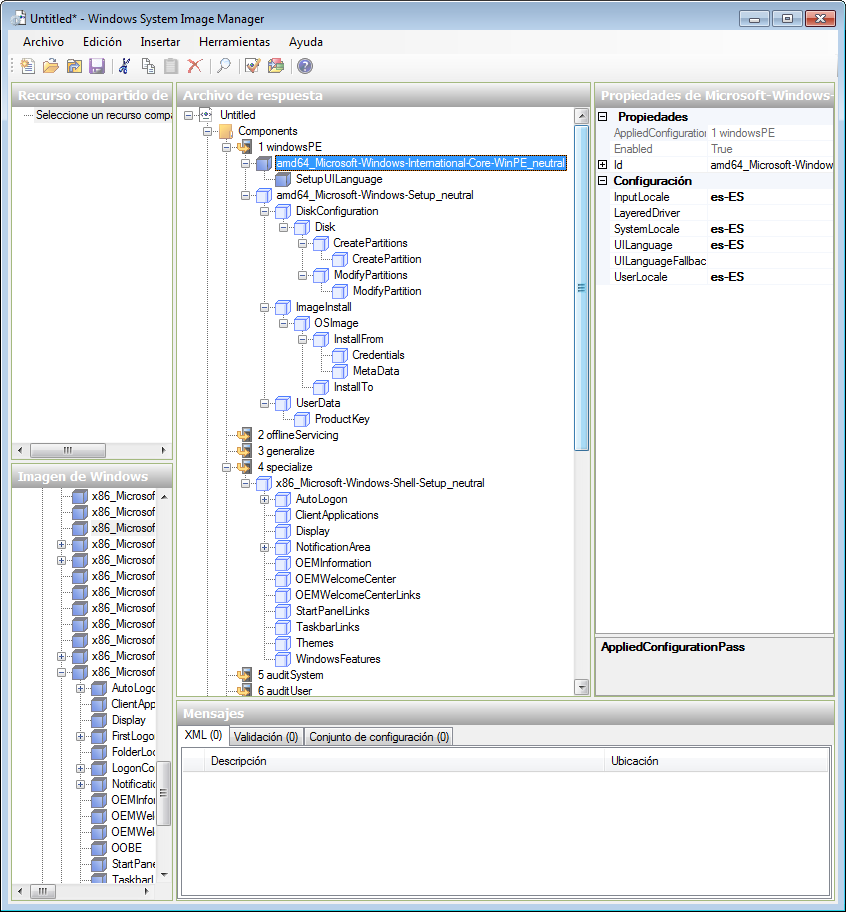 Untitled* - Windows System Image Manager
Archivo Edición Insertar Herramientas Ayuda
Recurso compartido de
Seleccione un recurso compa
Archivo de respuesta
Untitled
Components
1 windowsPE
amd64_Microsoft-Windows-International-Core-WinPE_neutral
SetupUILanguage
amd64_Microsoft-Windows-Setup_neutral
DiskConfiguration
Disk
CreatePartitions
CreatePartition
ModifyPartitions
ModifyPartition
ImageInstall
OSImage
InstallFrom
Credentials
MetaData
InstallTo
UserData
ProductKey
2 offlineServicing
3 generalize
4 specialize
x86_Microsoft-Windows-Shell-Setup_neutral
AutoLogon
ClientApplications
Display
NotificationArea
OEMInformation
OEMWelcomeCenter
OEMWelcomeCenterLinks
StartPanelLinks
TaskbarLinks
Themes
WindowsFeatures
5 auditSystem
6 auditUser
Propiedades de Microsoft-Windows-
Propiedades
AppliedConfiguration 1 windowsPE
Enabled True
Id amd64_Microsoft-Window
Configuración
InputLocale es-ES
LayeredDriver
SystemLocale es-ES
UILanguage es-ES
UILanguageFallbac
UserLocale es-ES
AppliedConfigurationPass
Imagen de Windows
x86_Microsof
x86_Microsof
x86_Microsof
x86_Microsof
x86_Microsof
x86_Microsof
x86_Microsof
x86_Microsof
x86_Microsof
x86_Microsof
x86_Microsof
x86_Microsof
AutoLogo
ClientApp
Display
FirstLogo
FolderLoc
LogonCo
Notificatio
OEMInfor
OEMWel
OEMWel
OOBE
StartPane
TaskbarL
Mensajes
XML (0) Validación (0) Conjunto de configuración (0)
Descripción Ubicación